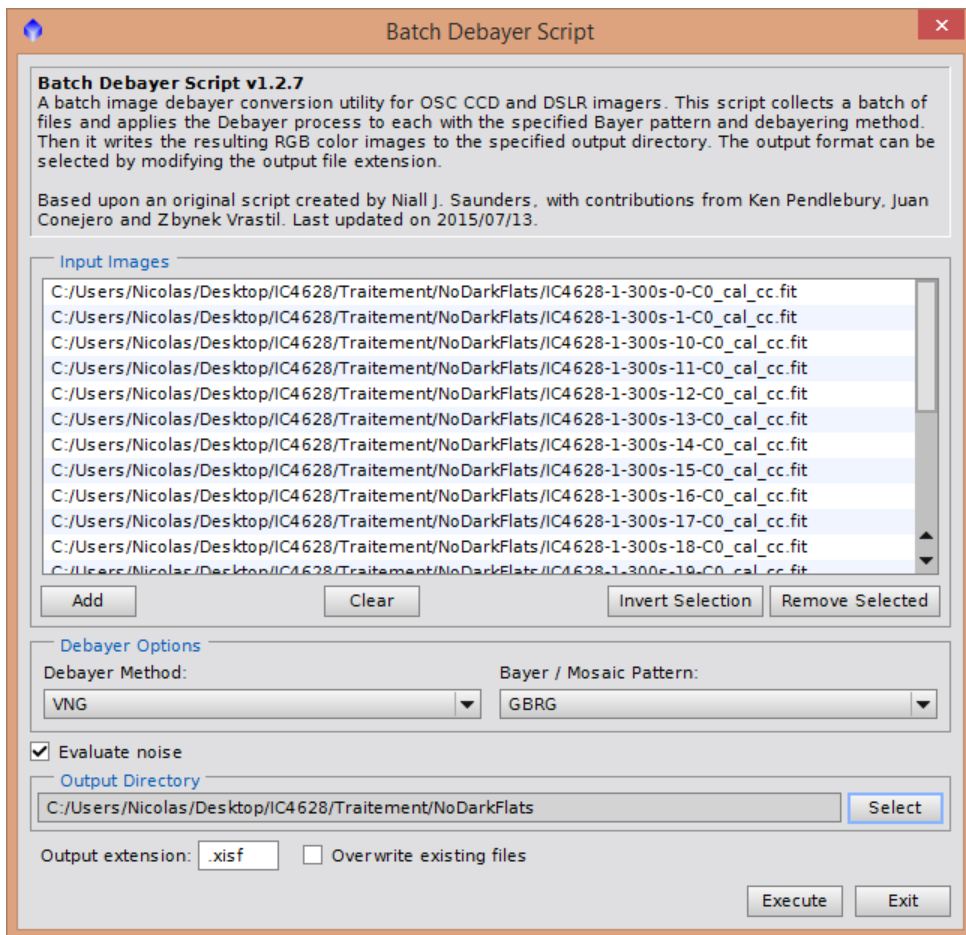 Batch Debayer Script
Batch Debayer Script v1.2.7
A batch image debayer conversion utility for OSC CCD and DSLR imagers. This script collects a batch of
files and applies the Debayer process to each with the specified Bayer pattern and debayering method.
Then it writes the resulting RGB color images to the specified output directory. The output format can be
selected by modifying the output file extension.
Based upon an original script created by Niall J. Saunders, with contributions from Ken Pendlebury, Juan
Conejero and Zbynek Vrastil. Last updated on 2015/07/13.
Input Images
C:/Users/Nicolas/Desktop/IC4628/Traitement/NoDarkFlats/IC4628-1-300s-0-C0_cal_cc.fit
C:/Users/Nicolas/Desktop/IC4628/Traitement/NoDarkFlats/IC4628-1-300s-1-C0_cal_cc.fit
C:/Users/Nicolas/Desktop/IC4628/Traitement/NoDarkFlats/IC4628-1-300s-10-C0_cal_cc.fit
C:/Users/Nicolas/Desktop/IC4628/Traitement/NoDarkFlats/IC4628-1-300s-11-C0_cal_cc.fit
C:/Users/Nicolas/Desktop/IC4628/Traitement/NoDarkFlats/IC4628-1-300s-12-C0_cal_cc.fit
C:/Users/Nicolas/Desktop/IC4628/Traitement/NoDarkFlats/IC4628-1-300s-13-C0_cal_cc.fit
C:/Users/Nicolas/Desktop/IC4628/Traitement/NoDarkFlats/IC4628-1-300s-14-C0_cal_cc.fit
C:/Users/Nicolas/Desktop/IC4628/Traitement/NoDarkFlats/IC4628-1-300s-15-C0_cal_cc.fit
C:/Users/Nicolas/Desktop/IC4628/Traitement/NoDarkFlats/IC4628-1-300s-16-C0_cal_cc.fit
C:/Users/Nicolas/Desktop/IC4628/Traitement/NoDarkFlats/IC4628-1-300s-17-C0_cal_cc.fit
C:/Users/Nicolas/Desktop/IC4628/Traitement/NoDarkFlats/IC4628-1-300s-18-C0_cal_cc.fit
C:/Users/Nicolas/Desktop/IC4628/Traitement/NoDarkFlats/IC4628-1-300s-19-C0_cal_cc.fit
Add Clear Invert Selection Remove Selected
Debayer Options
Debayer Method: Bayer / Mosaic Pattern:
VNG GBRG
Evaluate noise
Output Directory
C:/Users/Nicolas/Desktop/IC4628/Traitement/NoDarkFlats Select
Output extension: .xisf Overwrite existing files
Execute Exit